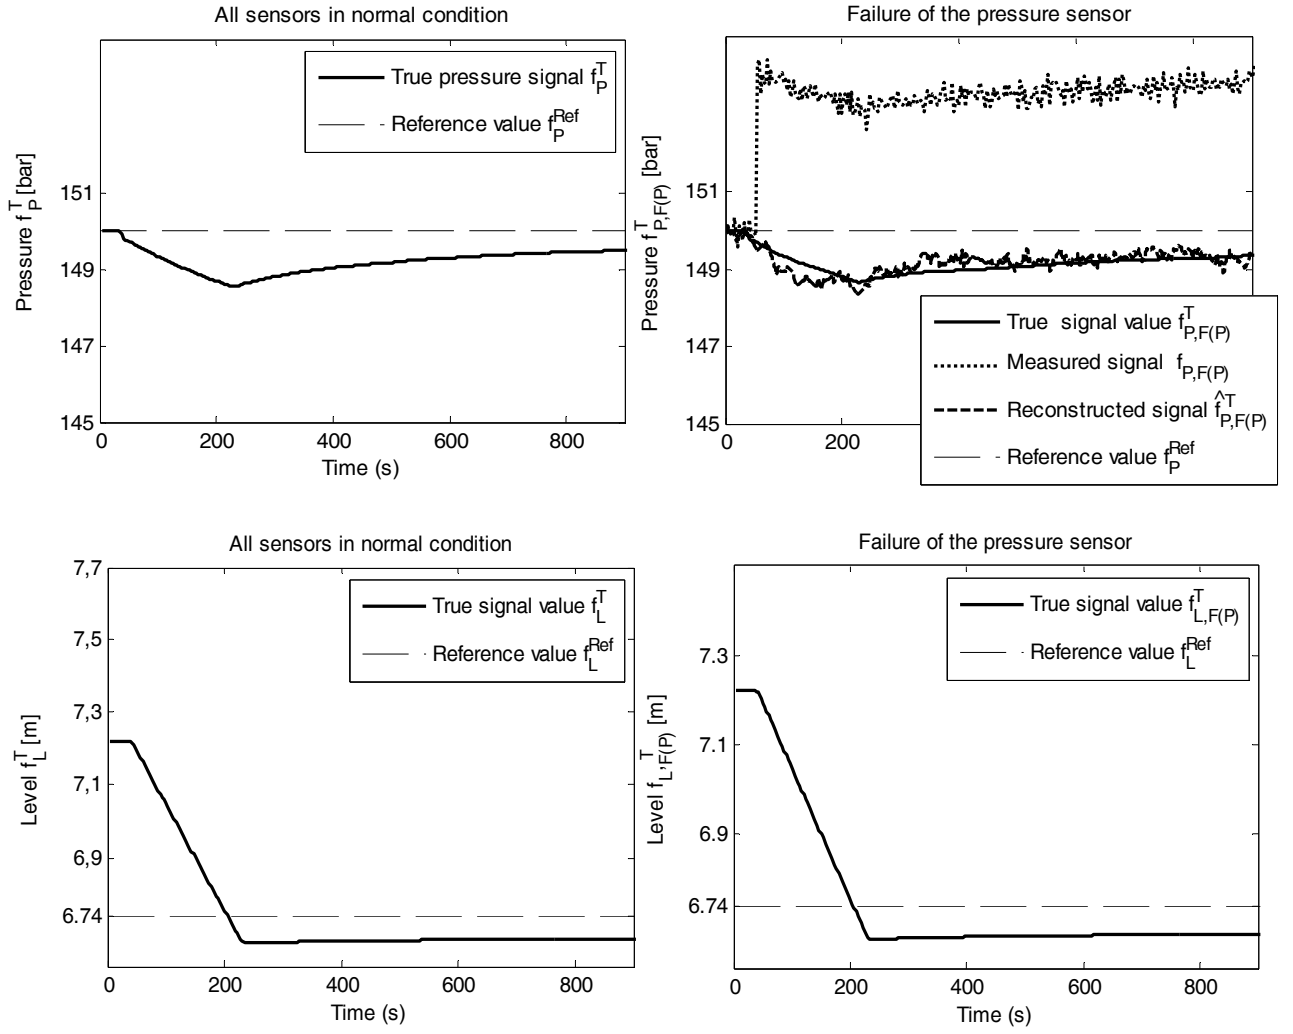 All sensors in normal condition
True pressure signal f_P^T
Reference value f_P^Ref
Pressure f_P^T [bar]
151
149
147
145
0 200 400 600 800
Time (s)
Failure of the pressure sensor
Pressure f_P,F(P)^T [bar]
151
149
147
145
0 200
True signal value f_P,F(P)^T
Measured signal f_P,F(P)
Reconstructed signal f̂_P,F(P)^T
Reference value f_P^Ref
All sensors in normal condition
7,7
7,5
7,3
7,1
6,9
6.74
True signal value f_L^T
Reference value f_L^Ref
Level f_L^T [m]
0 200 400 600 800
Time (s)
Failure of the pressure sensor
True signal value f_L,F(P)^T
Reference value f_L^Ref
Level f_L,F(P)^T [m]
7.3
7.1
6.9
6.74
0 200 400 600 800
Time (s)